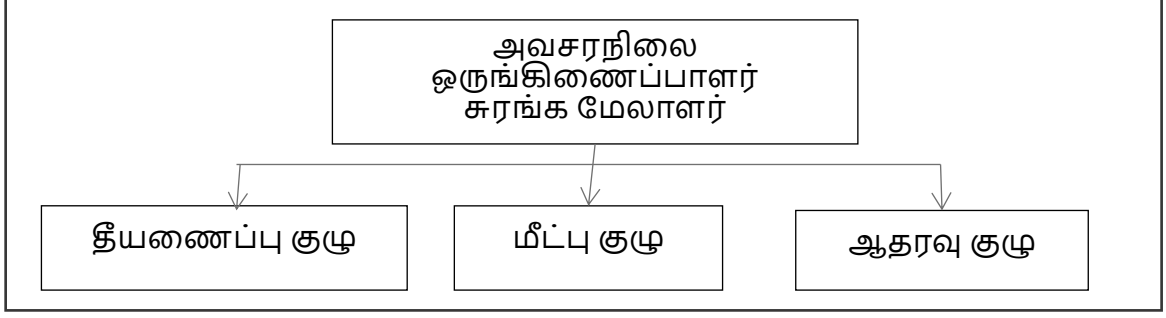 அவசரநிலை
ஒருங்கிணைப்பாளர்
சுரங்க மேலாளர்
தீயணைப்பு குழு
மீட்பு குழு
ஆதரவு குழு